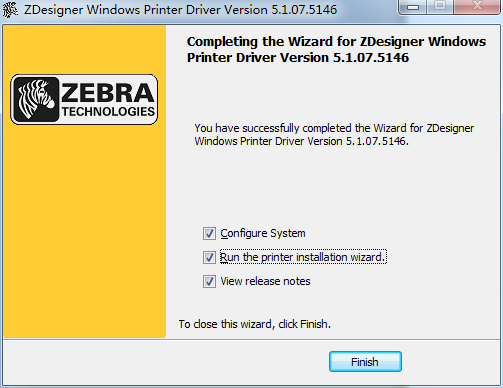 ZDesigner Windows Printer Driver Version 5.1.07.5146
Completing the Wizard for ZDesigner Windows
Printer Driver Version 5.1.07.5146
ZEBRA
TECHNOLOGIES
You have successfully completed the Wizard for ZDesigner
Windows Printer Driver Version 5.1.07.5146.
Configure System
Run the printer installation wizard.
View release notes
To close this wizard, click Finish.
Finish